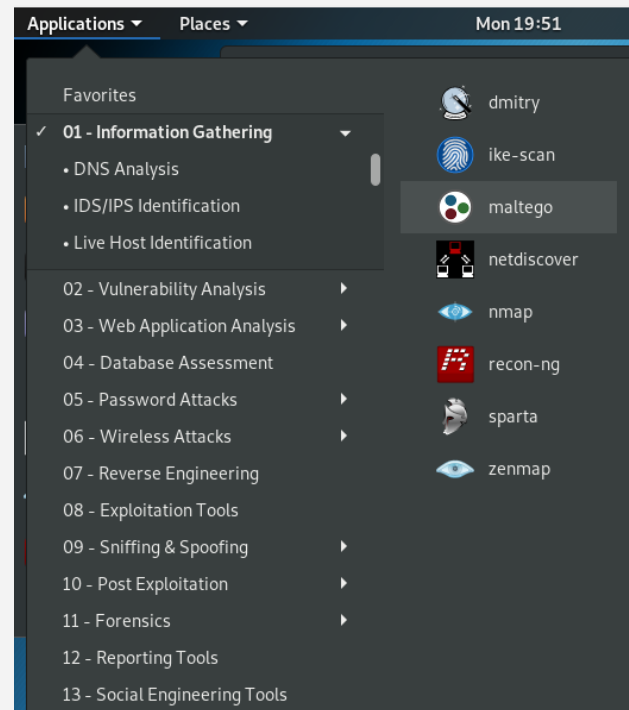 Applications Places Mon 19:51
Favorites
✓ 01 - Information Gathering
• DNS Analysis
• IDS/IPS Identification
• Live Host Identification
02 - Vulnerability Analysis
03 - Web Application Analysis
04 - Database Assessment
05 - Password Attacks
06 - Wireless Attacks
07 - Reverse Engineering
08 - Exploitation Tools
09 - Sniffing & Spoofing
10 - Post Exploitation
11 - Forensics
12 - Reporting Tools
13 - Social Engineering Tools
dmitry
ike-scan
maltego
netdiscover
nmap
recon-ng
sparta
zenmap